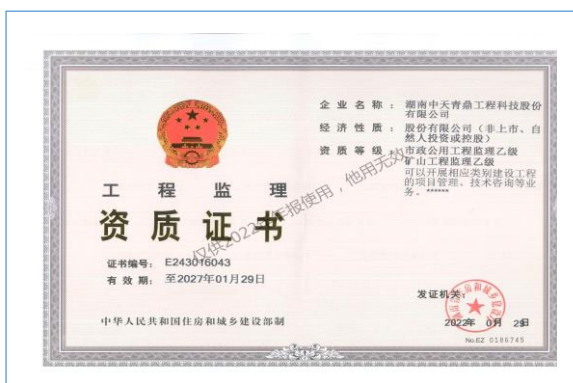 企业名称：湖南中天青鼎工程科技股份
有限公司
经济性质：股份有限公司（非上市、自
然人投资或控股）
资质等级：市政公用工程监理乙级
矿山工程监理乙级
可以开展相应类别建设工程
的项目管理、技术咨询等业
务。******
工程监理
资质证书
证书编号：E243016043
有效期：至2027年01月29日
中华人民共和国住房和城乡建设部制
仅供2022年年报使用，他用无效
发证机关：
2022年 0月 29日
No.EZ 0186745